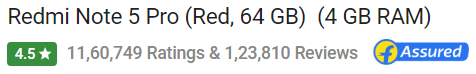 Redmi Note 5 Pro (Red, 64 GB) (4 GB RAM)
4.5★ 11,60,749 Ratings & 1,23,810 Reviews f Assured